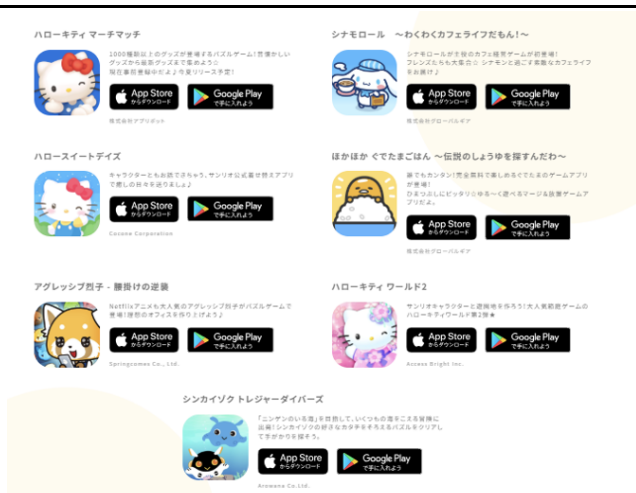 ハローキティ マーチマッチ
1000種類以上のグッズが登場するパズルゲーム！昔懐かしい
グッズから最新グッズまで集めよう☆
現在事前登録中だよ♪今夏リリース予定！
App Store
からダウンロード
Google Play
で手に入れよう
株式会社アプリボット
シナモロール ～わくわくカフェライフだもん！～
シナモロールが主役のカフェ経営ゲームが初登場！
フレンズたちも大集合☆ シナモンと過ごす素敵なカフェライフ
をお届け♪
App Store
からダウンロード
Google Play
で手に入れよう
株式会社グローバルギア
ハロースイートデイズ
キャラクターともお話できちゃう、サンリオ公式着せ替えアプリ
で癒しの日々を送りましょ♪
App Store
からダウンロード
Google Play
で手に入れよう
Cocone Corporation
ほかほか ぐでたまごはん ～伝説のしょうゆを探すんだわ～
誰でもカンタン！完全無料で楽しめるぐでたまのゲームアプリ
が登場！
ひまつぶしにピッタリ☆ゆる～く遊べるマージ&放置ゲームア
プリだよ。
App Store
からダウンロード
Google Play
で手に入れよう
株式会社グローバルギア
アグレッシブ烈子 - 腰掛けの逆襲
Netflixアニメも大人気のアグレッシブ烈子がパズルゲームで
登場！理想のオフィスを作り上げよう♪
App Store
からダウンロード
Google Play
で手に入れよう
Springcomes Co., Ltd.
ハローキティ ワールド2
サンリオキャラクターと遊園地を作ろう！大人気経営ゲームの
ハローキティワールド第2弾★
App Store
からダウンロード
Google Play
で手に入れよう
Access Bright Inc.
シンカイゾク トレジャーダイバーズ
「ニンゲンのいる海」を目指して、いくつもの海をこえる冒険に
出発！シンカイゾクの好きなカタチをそろえるパズルをクリアし
て手がかりを探そう。
App Store
からダウンロード
Google Play
で手に入れよう
Arowana Co.Ltd.